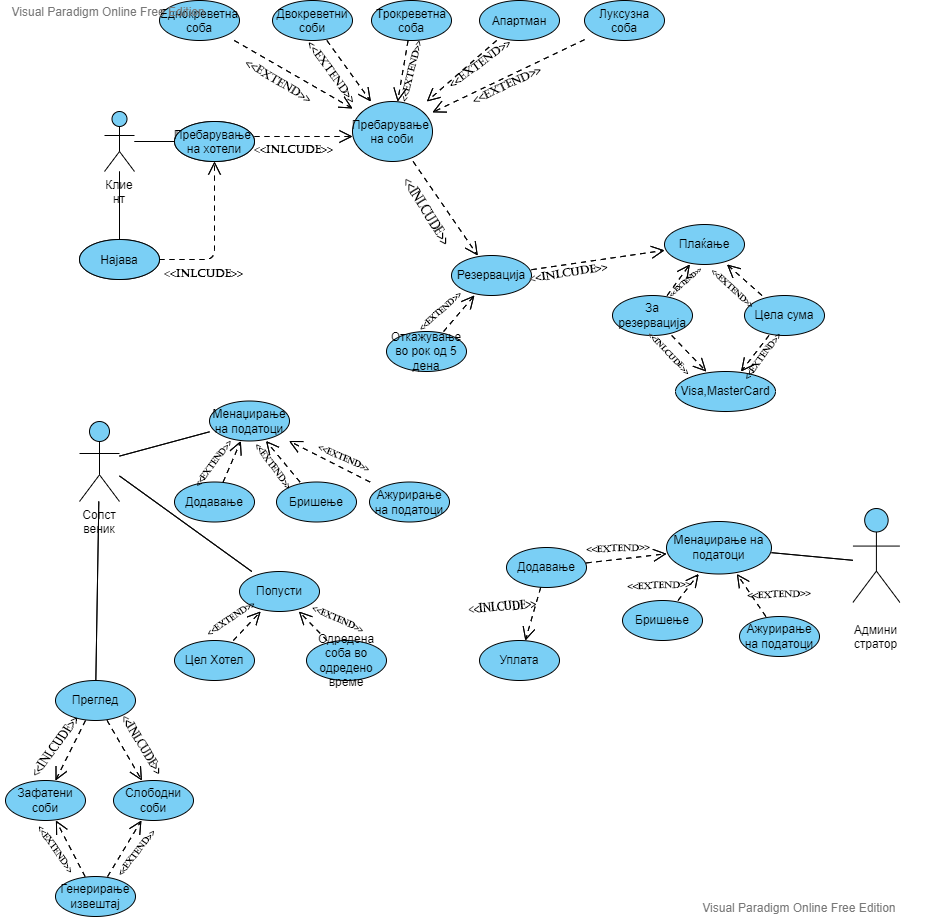 Visual Paradigm Online Free Edition
Еднокреветна
соба
Двокреветни
соби
Трокреветна
соба
Апартман
Луксузна
соба
<<EXTEND>>
<<EXTEND>>
<<EXTEND>>
<<EXTEND>>
<<EXTEND>>
Клие
нт
Пребарување
на хотели
<<INLCUDE>>
Пребарување
на соби
Најава
<<INLCUDE>>
<<INLCUDE>>
Резервација
<<INLCUDE>>
Плаќање
<<EXTEND>>
Откажување
во рок од 5
дена
<<EXTEND>>
<<EXTEND>>
За
резервација
Цела сума
<<INLCUDE>>
<<EXTEND>>
Visa,MasterCard
Сопст
веник
Менаџирање
на податоци
<<EXTEND>>
<<EXTEND>>
<<EXTEND>>
Додавање
Бришење
Ажурирање
на податоци
Попусти
<<EXTEND>>
<<EXTEND>>
Цел Хотел
Одредена
соба во
одредено
време
Преглед
<<INLCUDE>>
<<INLCUDE>>
Зафатени
соби
Слободни
соби
<<EXTEND>>
<<EXTEND>>
Генерирање
извештај
Админи
стратор
Менаџирање на
податоци
<<EXTEND>>
Додавање
<<EXTEND>>
<<EXTEND>>
<<INLCUDE>>
Бришење
Ажурирање
на податоци
Уплата
Visual Paradigm Online Free Edition